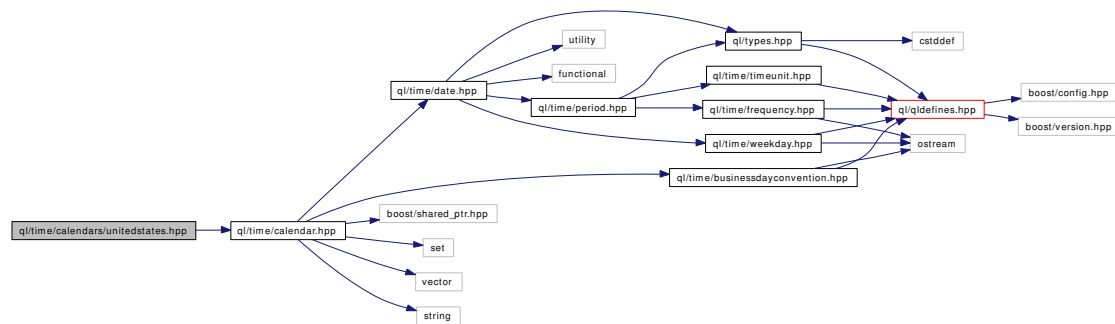 ql/time/calendars/unitedstates.hpp
ql/time/calendar.hpp
ql/time/date.hpp
boost/shared_ptr.hpp
set
vector
string
utility
functional
ql/time/period.hpp
ql/types.hpp
ql/time/timeunit.hpp
ql/time/frequency.hpp
ql/time/weekday.hpp
ql/time/businessdayconvention.hpp
cstddef
ql/qldefines.hpp
ostream
boost/config.hpp
boost/version.hpp